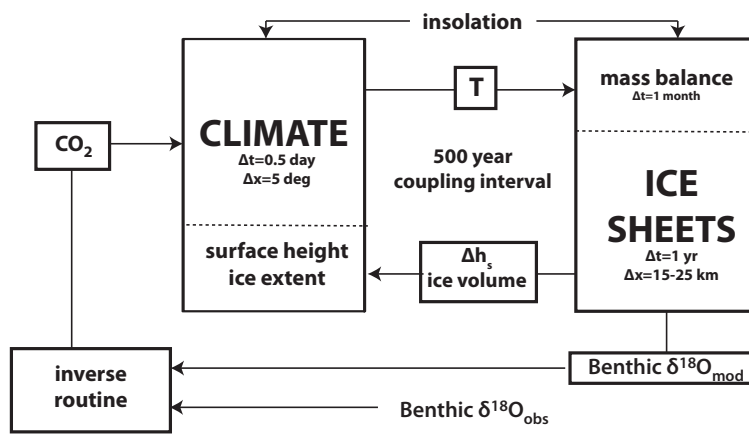 insolation
CO₂
CLIMATE
Δt=0.5 day
Δx=5 deg
surface height
ice extent
T
500 year
coupling interval
Δhₛ
ice volume
mass balance
Δt=1 month
ICE
SHEETS
Δt=1 yr
Δx=15-25 km
inverse
routine
Benthic δ¹⁸O_mod
Benthic δ¹⁸O_obs